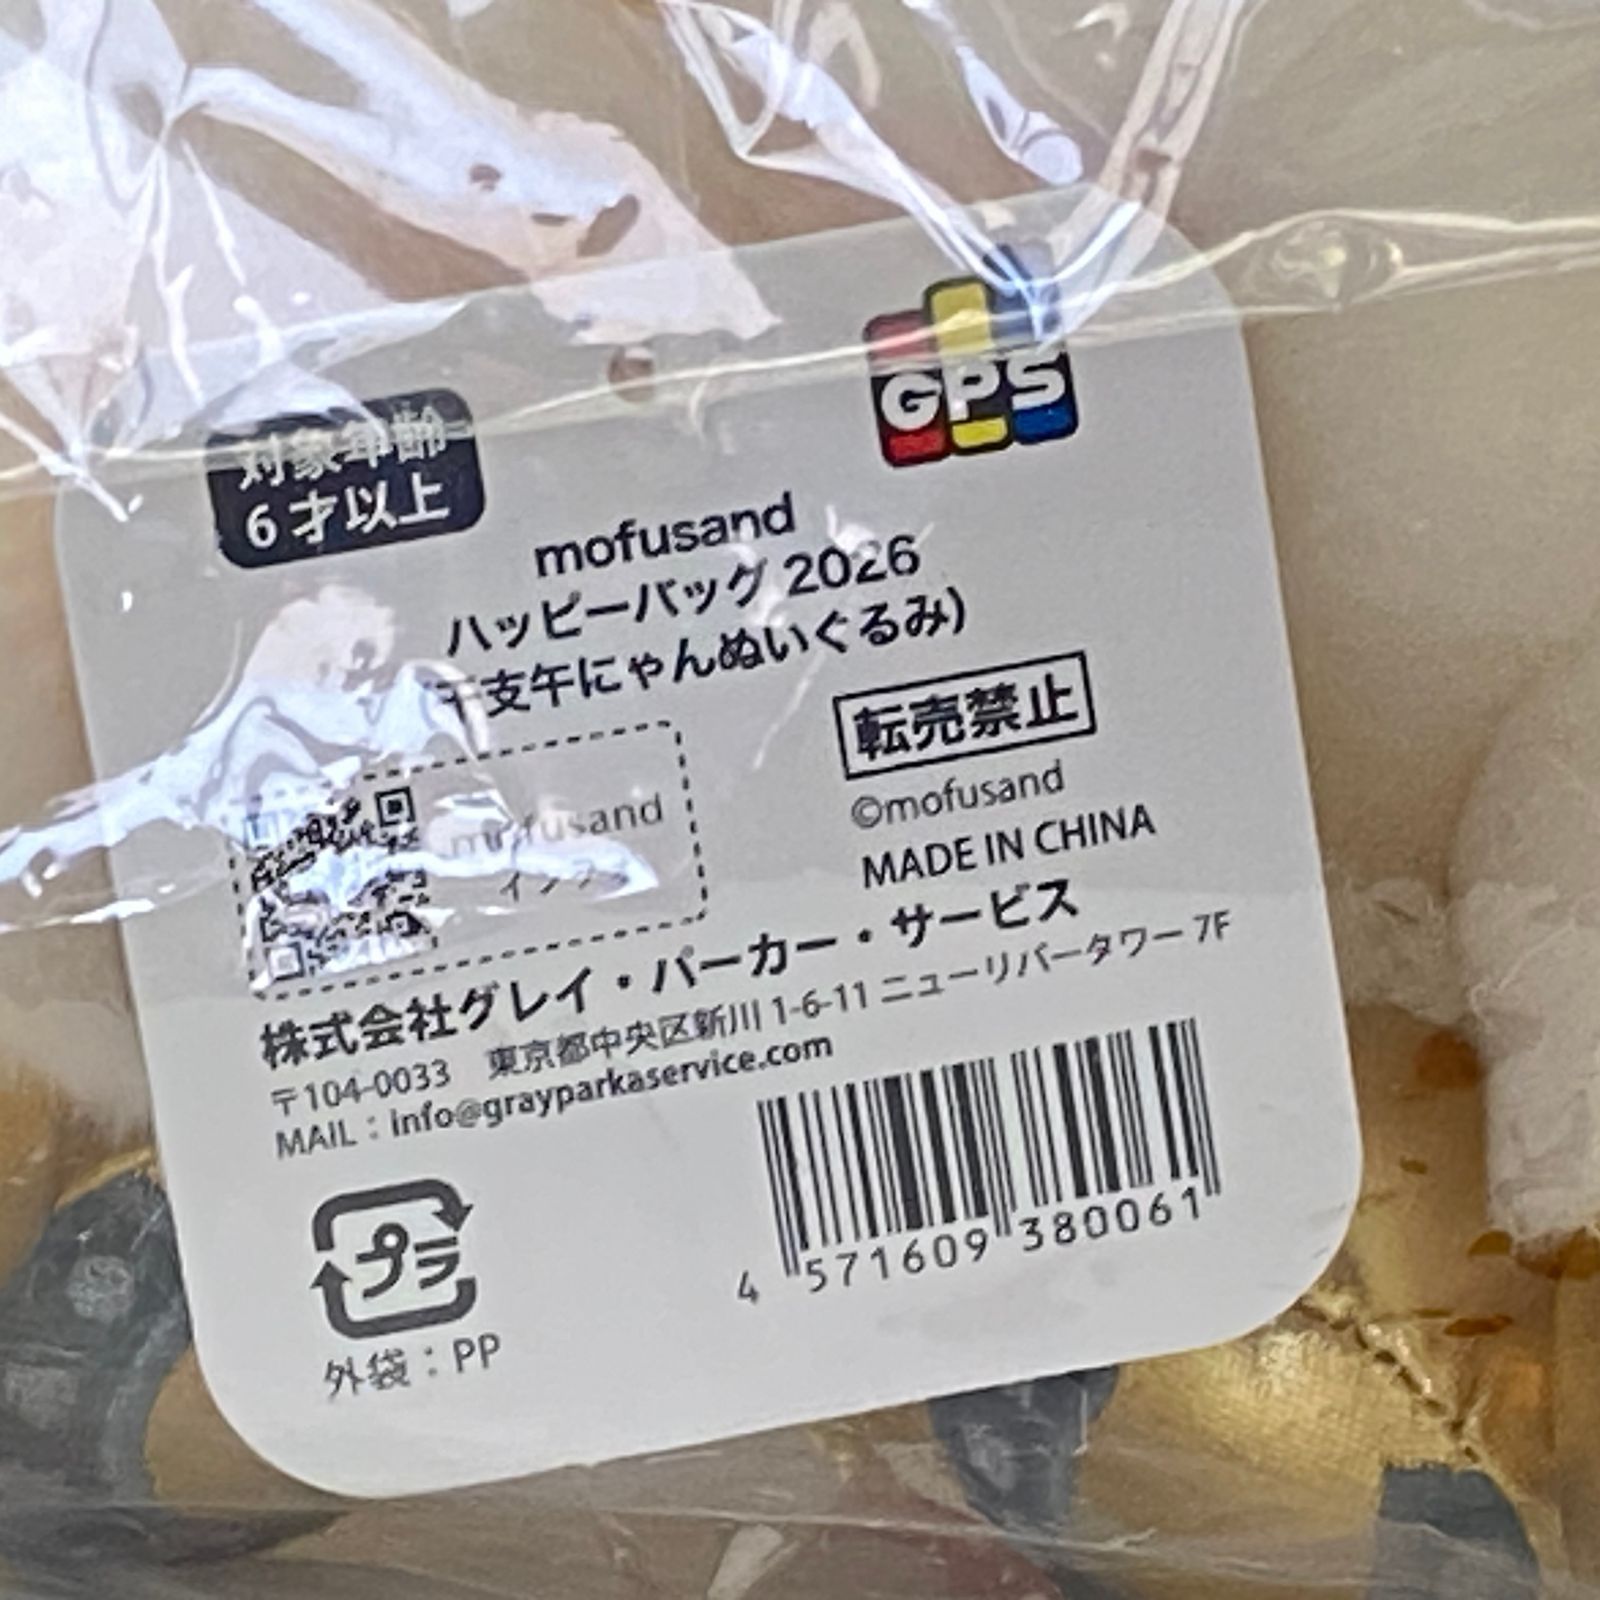 GPS
対象年齢
6才以上
mofusand
ハッピーバッグ 2026
干支午にゃんぬいぐるみ)
転売禁止
©mofusand
MADE IN CHINA
mofusand
株式会社グレイ・パーカー・サービス
〒104-0033 東京都中央区新川 1-6-11 ニューリバータワー 7F
MAIL：info@grayparkaservice.com
プラ
外袋：PP
4 571609 380061